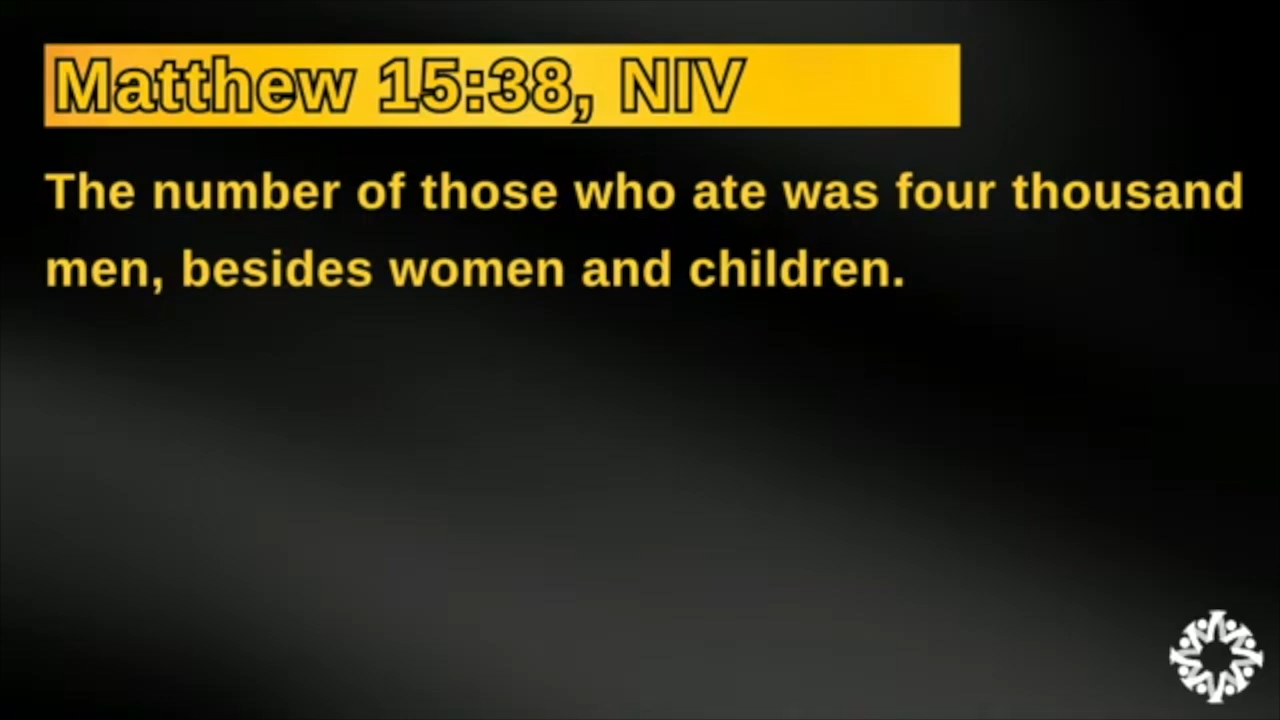 Matthew 15:38, NIV
The number of those who ate was four thousand
men, besides women and children.